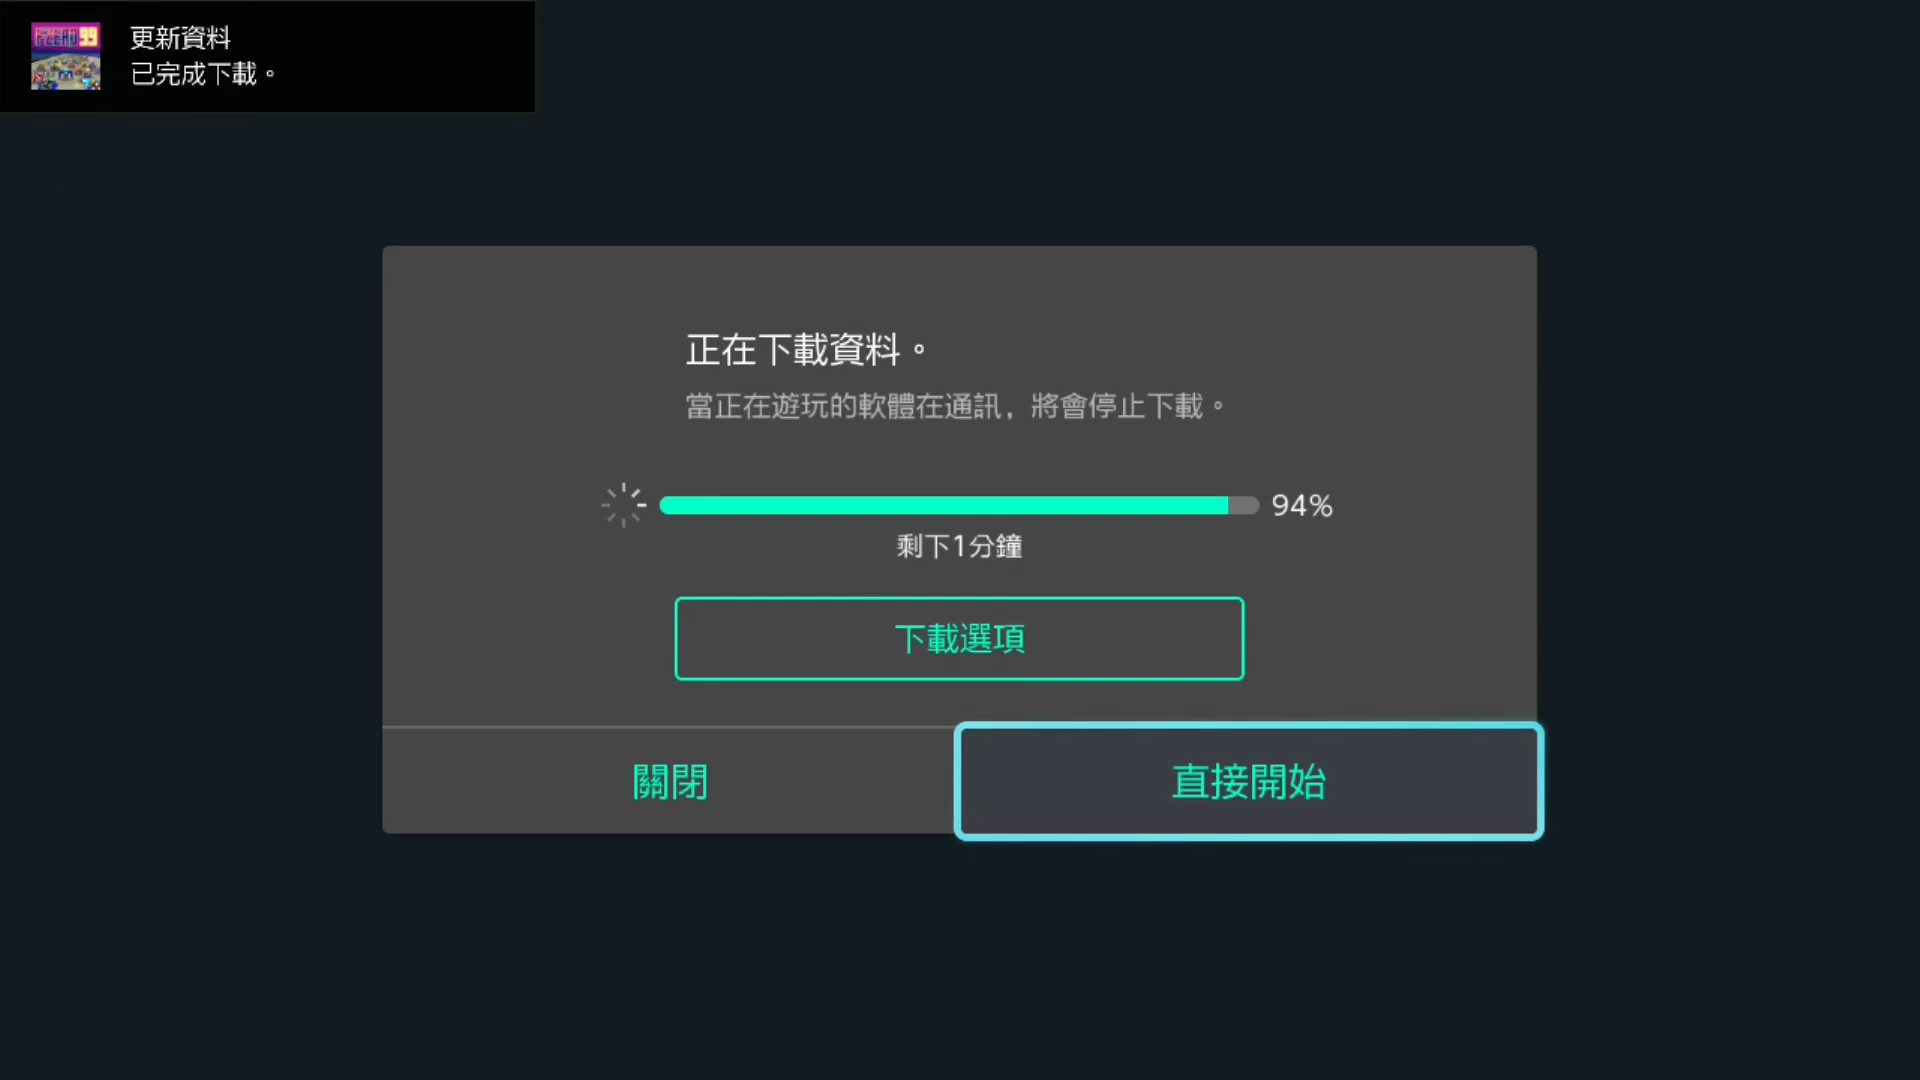 F-ZERO 99
更新資料
已完成下載。
正在下載資料。
當正在遊玩的軟體在通訊，將會停止下載。
94%
剩下1分鐘
下載選項
關閉
直接開始